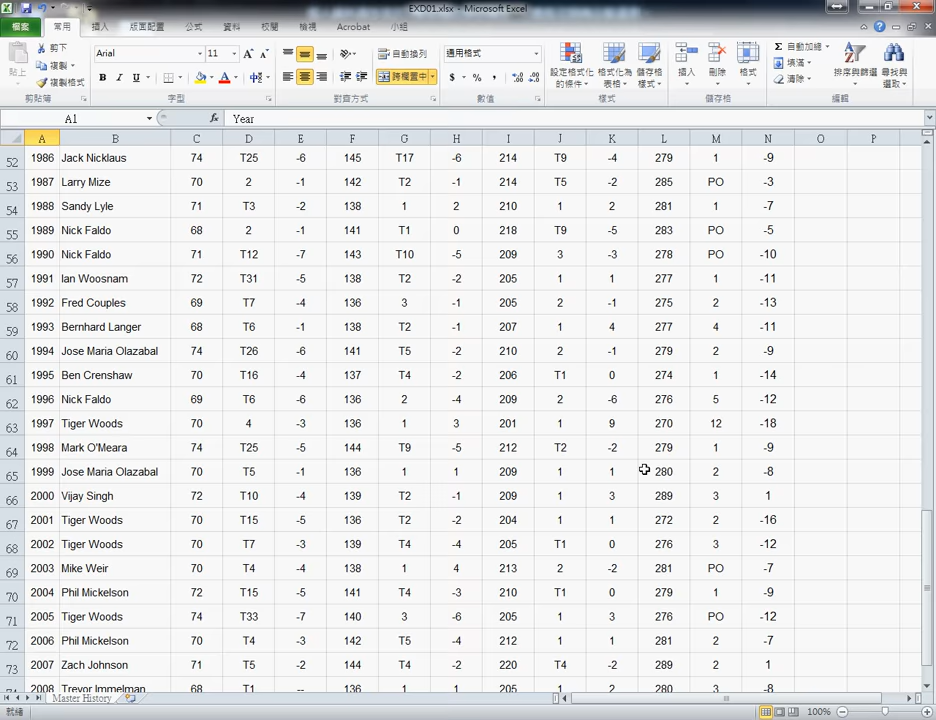 EXD01.xlsx - Microsoft Excel
檔案 常用 插入 版面配置 公式 資料 校閱 檢視 Acrobat 小組
貼上 剪下 複製 複製格式 剪貼簿
Arial 11 B I U 字型
自動換列 跨欄置中 對齊方式
通用格式 $ % , 數值
設定格式化的條件 格式化為表格 儲存格樣式 樣式
插入 刪除 格式 儲存格
自動加總 填滿 清除 排序與篩選 尋找與選取 編輯
A1 fx Year
A B C D E F G H I J K L M N O P
52 1986 Jack Nicklaus 74 T25 -6 145 T17 -6 214 T9 -4 279 1 -9
53 1987 Larry Mize 70 2 -1 142 T2 -1 214 T5 -2 285 PO -3
54 1988 Sandy Lyle 71 T3 -2 138 1 2 210 1 2 281 1 -7
55 1989 Nick Faldo 68 2 -1 141 T1 0 218 T9 -5 283 PO -5
56 1990 Nick Faldo 71 T12 -7 143 T10 -5 209 3 -3 278 PO -10
57 1991 Ian Woosnam 72 T31 -5 138 T2 -2 205 1 1 277 1 -11
58 1992 Fred Couples 69 T7 -4 136 3 -1 205 2 -1 275 2 -13
59 1993 Bernhard Langer 68 T6 -1 138 T2 -1 207 1 4 277 4 -11
60 1994 Jose Maria Olazabal 74 T26 -6 141 T5 -2 210 2 -1 279 2 -9
61 1995 Ben Crenshaw 70 T16 -4 137 T4 -2 206 T1 0 274 1 -14
62 1996 Nick Faldo 69 T6 -6 136 2 -4 209 2 -6 276 5 -12
63 1997 Tiger Woods 70 4 -3 136 1 3 201 1 9 270 12 -18
64 1998 Mark O'Meara 74 T25 -5 144 T9 -5 212 T2 -2 279 1 -9
65 1999 Jose Maria Olazabal 70 T5 -1 136 1 1 209 1 1 280 2 -8
66 2000 Vijay Singh 72 T10 -4 139 T2 -1 209 1 3 289 3 1
67 2001 Tiger Woods 70 T15 -5 136 T2 -2 204 1 1 272 2 -16
68 2002 Tiger Woods 70 T7 -3 139 T4 -4 205 T1 0 276 3 -12
69 2003 Mike Weir 70 T4 -4 138 1 4 213 2 -2 281 PO -7
70 2004 Phil Mickelson 72 T15 -5 141 T4 -3 210 T1 0 279 1 -9
71 2005 Tiger Woods 74 T33 -7 140 3 -6 205 1 3 276 PO -12
72 2006 Phil Mickelson 70 T4 -3 142 T5 -4 212 1 1 281 2 -7
73 2007 Zach Johnson 71 T5 -2 144 T4 -2 220 T4 -2 289 2 1
74 2008 Trevor Immelman 68 T1 -- 136 1 1 205 1 2 280 3 -8
Master History
就緒 100%